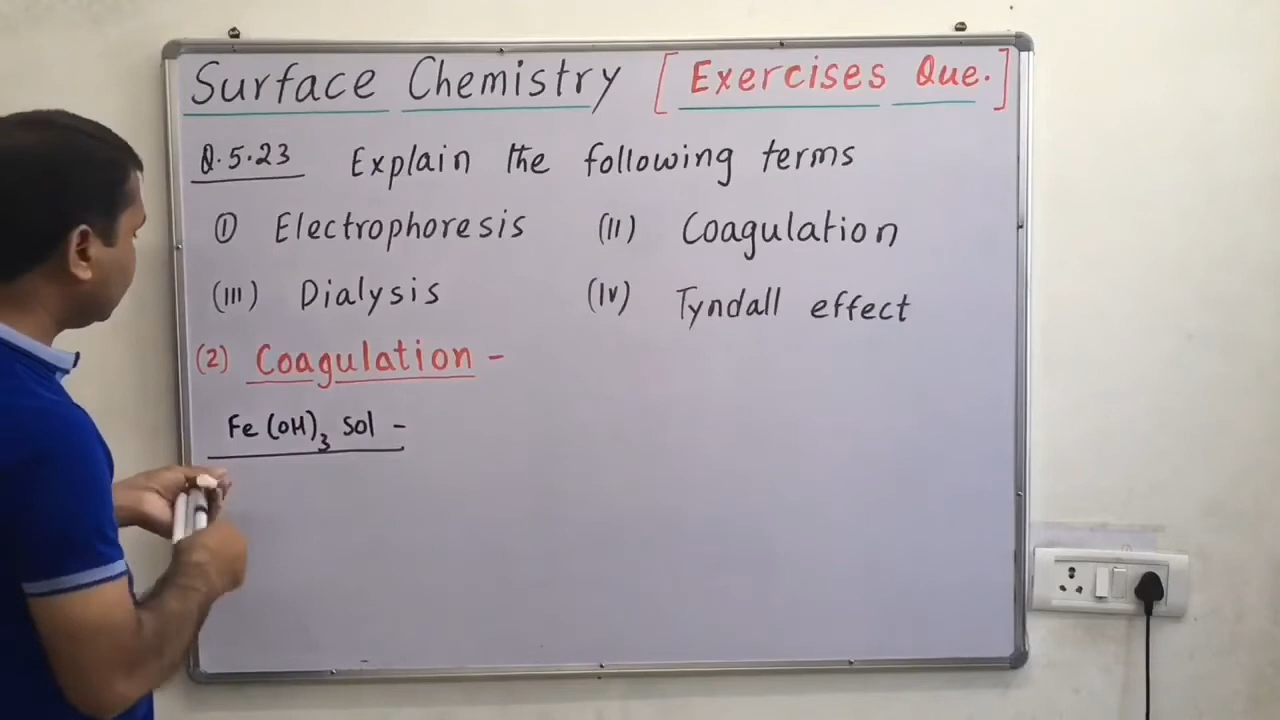 Surface Chemistry [Exercises Que.]
Q.5.23 Explain the following terms
① Electrophoresis (II) Coagulation
(III) Dialysis (IV) Tyndall effect
(2) Coagulation -
Fe(OH)₃ Sol -